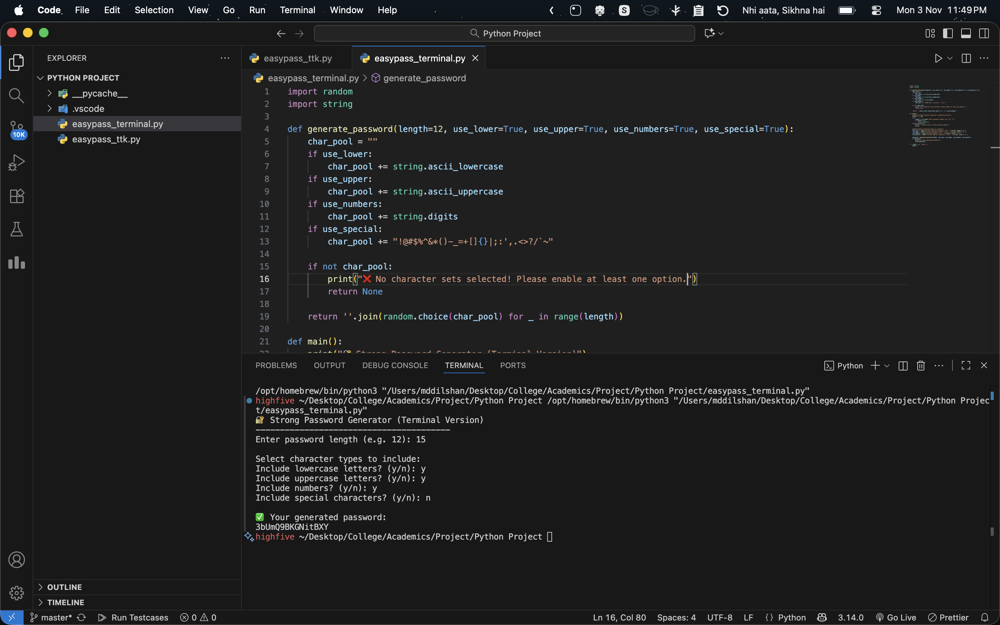 Code File Edit Selection View Go Run Terminal Window Help S Nhi aata, Sikhna hai Mon 3 Nov 11:49 PM
Python Project
EXPLORER
PYTHON PROJECT
__pycache__
.vscode
easypass_terminal.py
easypass_ttk.py
10K
OUTLINE
TIMELINE
easypass_ttk.py easypass_terminal.py
easypass_terminal.py > generate_password
1 import random
2 import string
3
4 def generate_password(length=12, use_lower=True, use_upper=True, use_numbers=True, use_special=True):
5 char_pool = ""
6 if use_lower:
7 char_pool += string.ascii_lowercase
8 if use_upper:
9 char_pool += string.ascii_uppercase
10 if use_numbers:
11 char_pool += string.digits
12 if use_special:
13 char_pool += "!@#$%^&*()-_=+[]{}|;:',.<>?/`~"
14
15 if not char_pool:
16 print("❌ No character sets selected! Please enable at least one option.")
17 return None
18
19 return ''.join(random.choice(char_pool) for _ in range(length))
20
21 def main():
22 print("🔐 Strong Password Generator (Terminal Version)")
PROBLEMS OUTPUT DEBUG CONSOLE TERMINAL PORTS Python
/opt/homebrew/bin/python3 "/Users/mddilshan/Desktop/College/Academics/Project/Python Project/easypass_terminal.py"
highfive ~/Desktop/College/Academics/Project/Python Project /opt/homebrew/bin/python3 "/Users/mddilshan/Desktop/College/Academics/Project/Python Projec
t/easypass_terminal.py"
🔐 Strong Password Generator (Terminal Version)
----------------------------------------
Enter password length (e.g. 12): 15
Select character types to include:
Include lowercase letters? (y/n): y
Include uppercase letters? (y/n): y
Include numbers? (y/n): y
Include special characters? (y/n): n
✅ Your generated password:
3bUmQ9BKGNitBXY
highfive ~/Desktop/College/Academics/Project/Python Project
master* Run Testcases 0 0 Ln 16, Col 80 Spaces: 4 UTF-8 LF {} Python 3.14.0 Go Live Prettier